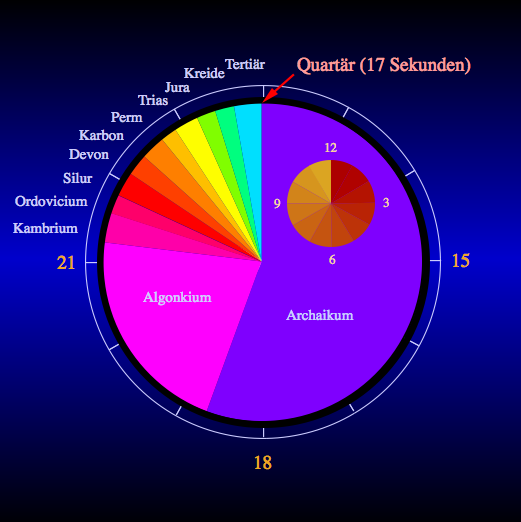 Tertiär
Quartär (17 Sekunden)
Kreide
Jura
Trias
Perm
Karbon
Devon
Silur
Ordovicium
Kambrium
12
9
3
6
21
15
Algonkium
Archaikum
18